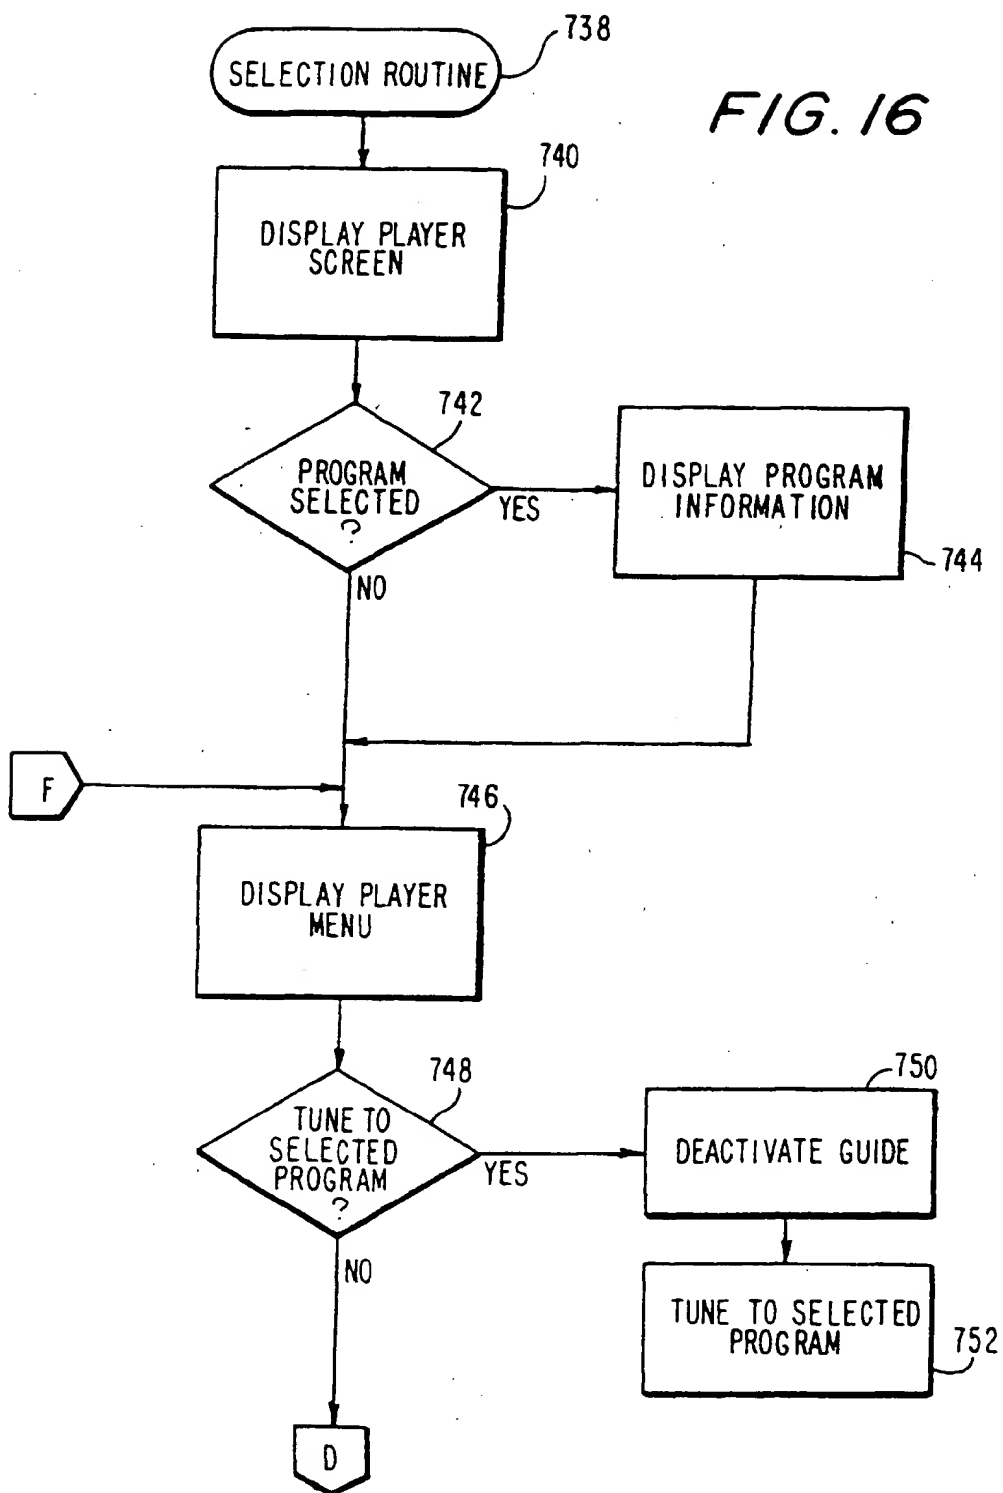 738
SELECTION ROUTINE
FIG. 16
740
DISPLAY PLAYER
SCREEN
742
PROGRAM
SELECTED
?
YES
NO
DISPLAY PROGRAM
INFORMATION
744
F
746
DISPLAY PLAYER
MENU
748
TUNE TO
SELECTED
PROGRAM
?
YES
NO
750
DEACTIVATE GUIDE
TUNE TO SELECTED
PROGRAM
752
D